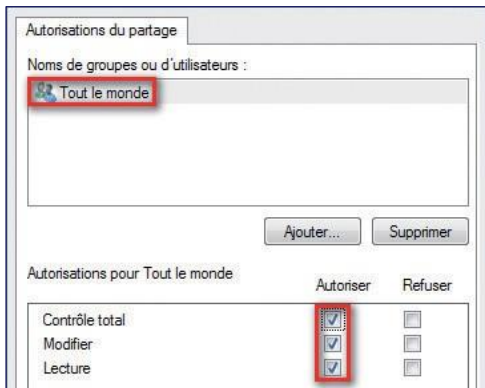 Autorisations du partage
Noms de groupes ou d'utilisateurs :
Tout le monde
Ajouter... Supprimer
Autorisations pour Tout le monde Autoriser Refuser
Contrôle total
Modifier
Lecture